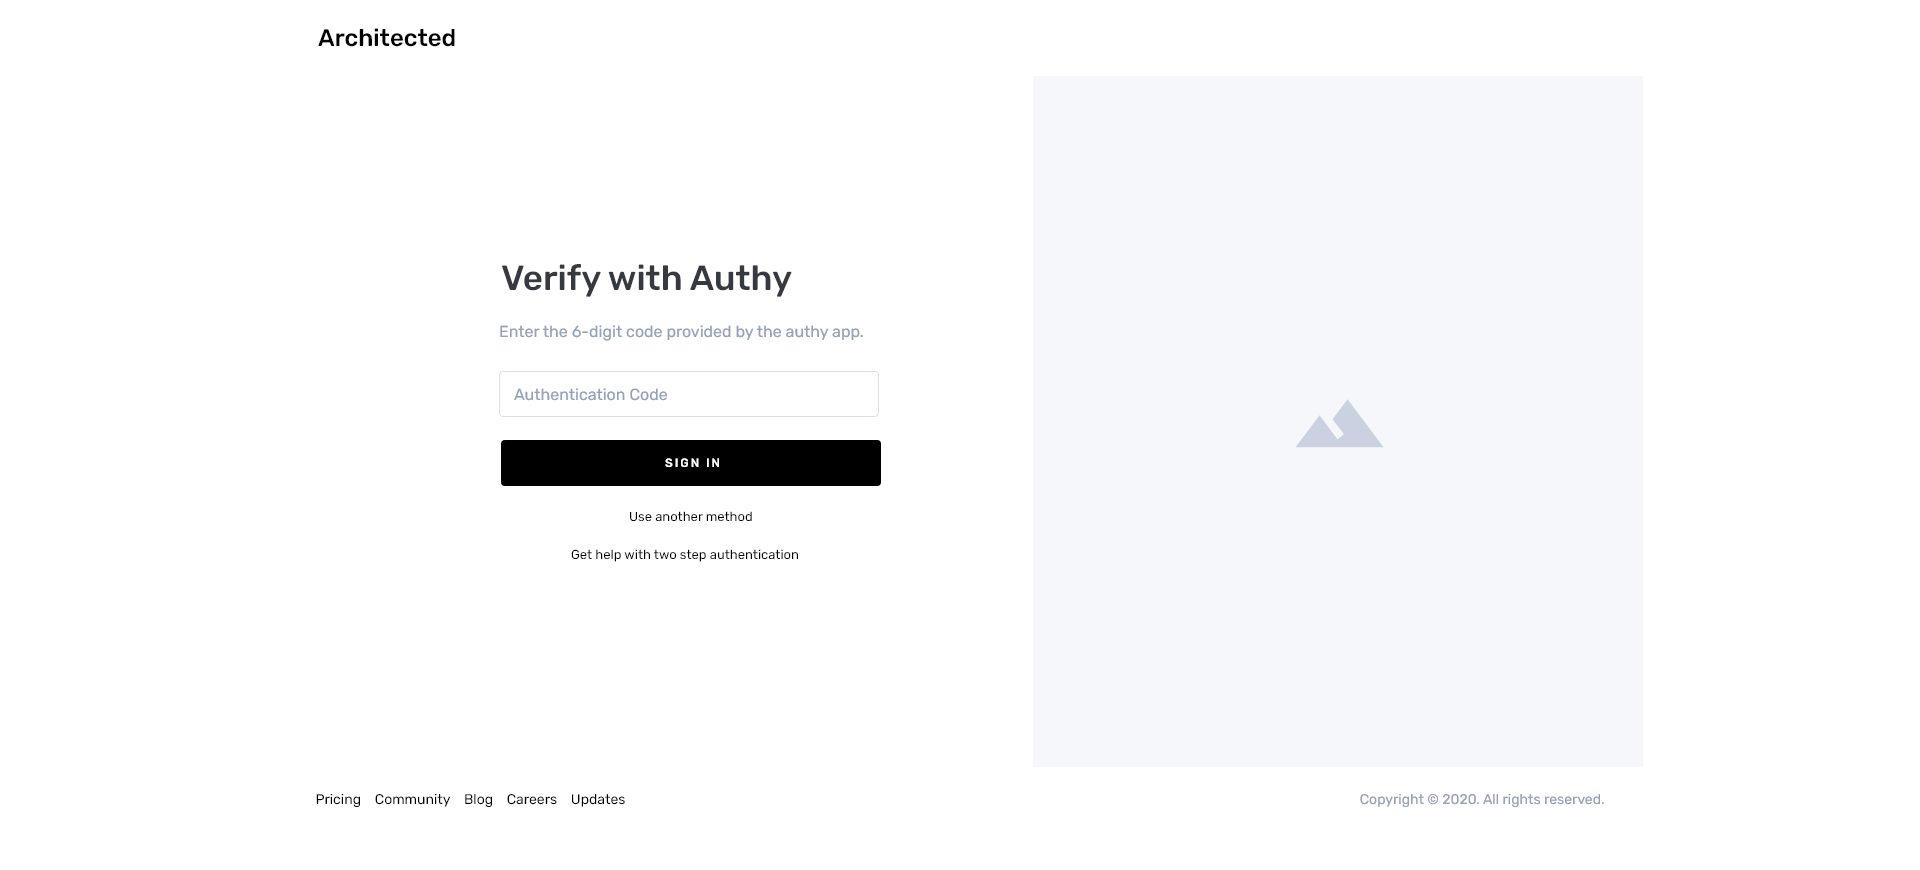 Architected
Verify with Authy
Enter the 6-digit code provided by the authy app.
Authentication Code
SIGN IN
Use another method
Get help with two step authentication
Pricing Community Blog Careers Updates
Copyright © 2020. All rights reserved.